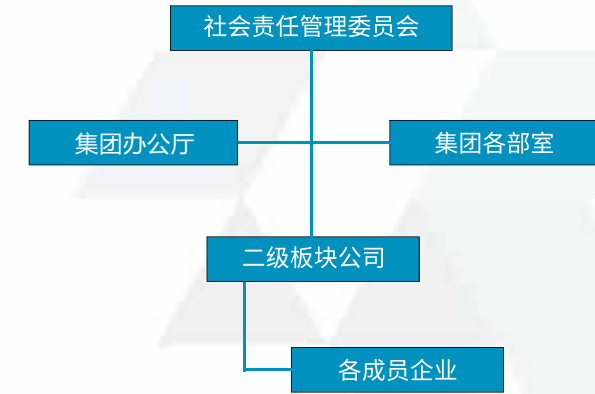 社会责任管理委员会
集团办公厅
集团各部室
二级板块公司
各成员企业